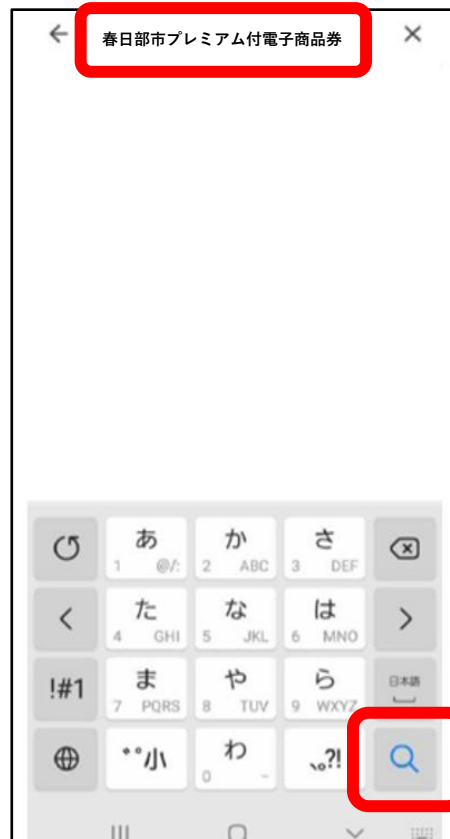 春日部市プレミアム付電子商品券
あ
1 @/:
か
2 ABC
さ
3 DEF
た
4 GHI
な
5 JKL
は
6 MNO
!#1
ま
7 PQRS
や
8 TUV
ら
9 WXYZ
日本語
゛゜小
わ
0 -
、。?!